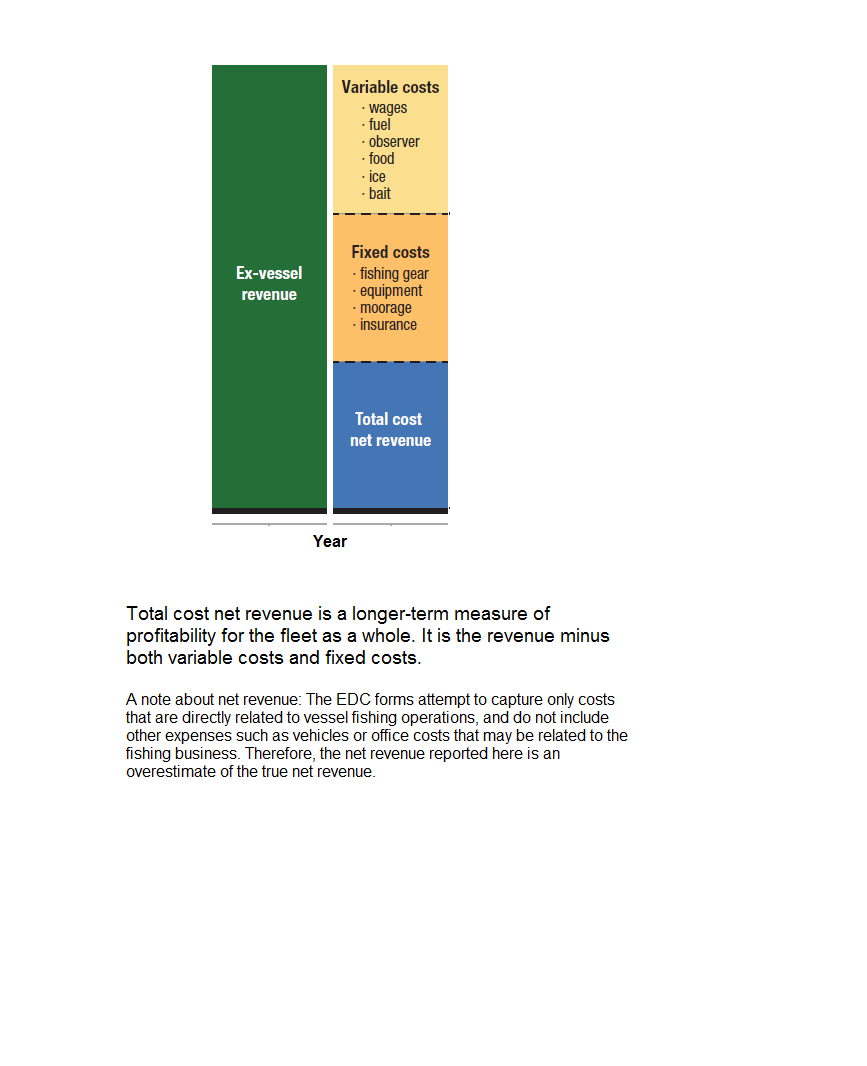 Ex-vessel
revenue
Variable costs
· wages
· fuel
· observer
· food
· ice
· bait
Fixed costs
· fishing gear
· equipment
· moorage
· insurance
Total cost
net revenue
Year
Total cost net revenue is a longer-term measure of
profitability for the fleet as a whole. It is the revenue minus
both variable costs and fixed costs.
A note about net revenue: The EDC forms attempt to capture only costs
that are directly related to vessel fishing operations, and do not include
other expenses such as vehicles or office costs that may be related to the
fishing business. Therefore, the net revenue reported here is an
overestimate of the true net revenue.